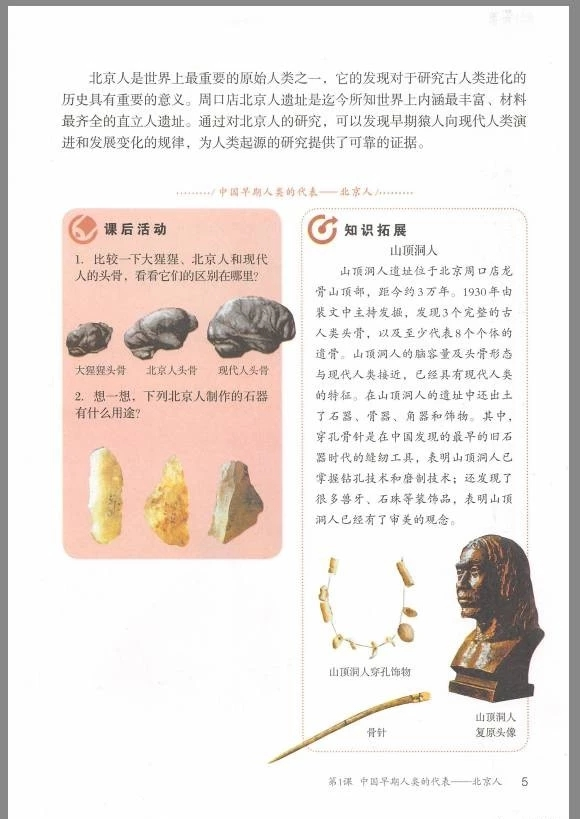 北京人是世界上最重要的原始人类之一，它的发现对于研究古人类进化的
历史具有重要的意义。周口店北京人遗址是迄今所知世界上内涵最丰富、材料
最齐全的直立人遗址。通过对北京人的研究，可以发现早期猿人向现代人类演
进和发展变化的规律，为人类起源的研究提供了可靠的证据。
中国早期人类的代表——北京人
课后活动
1. 比较一下大猩猩、北京人和现代
人的头骨，看看它们的区别在哪里？
大猩猩头骨
北京人头骨
现代人头骨
2. 想一想，下列北京人制作的石器
有什么用途？
知识拓展
山顶洞人
山顶洞人遗址位于北京周口店龙
骨山顶部，距今约3万年。1930年由
裴文中主持发掘，发现3个完整的古
人类头骨，以及至少代表8个个体的
遗骨。山顶洞人的脑容量及头骨形态
与现代人类接近，已经具有现代人类
的特征。在山顶洞人的遗址中还出土
了石器、骨器、角器和饰物。其中，
穿孔骨针是在中国发现的最早的旧石
器时代的缝纫工具，表明山顶洞人已
掌握钻孔技术和磨制技术；还发现了
很多兽牙、石珠等装饰品，表明山顶
洞人已经有了审美的观念。
山顶洞人穿孔饰物
骨针
山顶洞人
复原头像
第1课 中国早期人类的代表——北京人 5